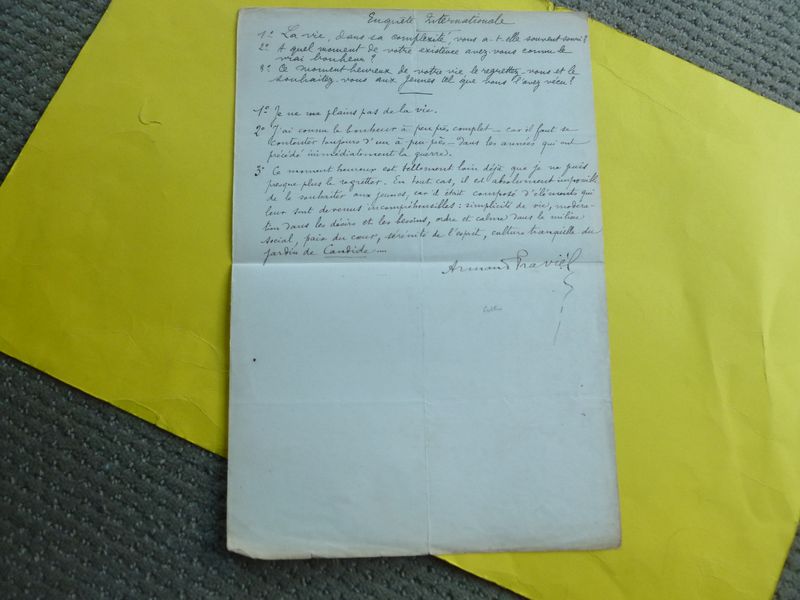 Enquête Internationale
1º La vie, dans sa complexité, vous a-t-elle souvent souri?
2º A quel moment de votre existence avez-vous connu le
vrai bonheur?
3º Ce moment heureux de votre vie le regrettez-vous et le
souhaitez-vous aux jeunes tel que vous l'avez vécu?
1º Je ne me plains pas de la vie.
2º J'ai connu le bonheur à peu près complet – car il faut se
contenter toujours d'un à peu près – dans les années qui ont
précédé immédiatement la guerre.
3º Ce moment heureux est tellement loin déjà que je ne puis
presque plus le regretter. En tout cas, il est absolument impossible
de le souhaiter aux jeunes, car il était composé d'éléments qui
leur sont devenus incompréhensibles: simplicité de vie, modéra-
tion dans les désirs et les besoins, ordre et calme dans le milieu
social, paix du cœur, sérénité de l'esprit, culture tranquille du
jardin de Candide....
Armand Praviel